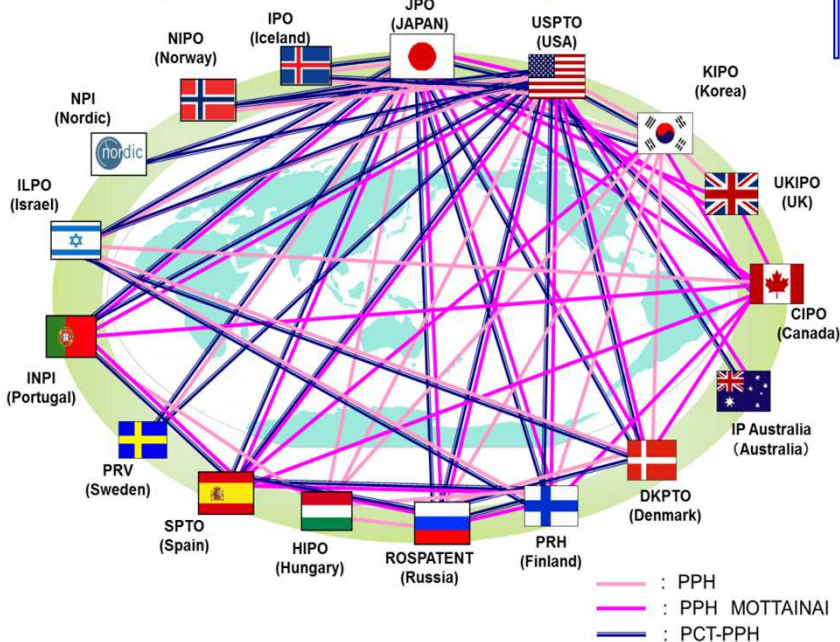 JPO
(JAPAN)
USPTO
(USA)
KIPO
(Korea)
UKIPO
(UK)
CIPO
(Canada)
IP Australia
（Australia）
DKPTO
(Denmark)
PRH
(Finland)
ROSPATENT
(Russia)
HIPO
(Hungary)
SPTO
(Spain)
PRV
(Sweden)
INPI
(Portugal)
ILPO
(Israel)
NPI
(Nordic)
nordic
NIPO
(Norway)
IPO
(Iceland)
: PPH
: PPH MOTTAINAI
: PCT-PPH